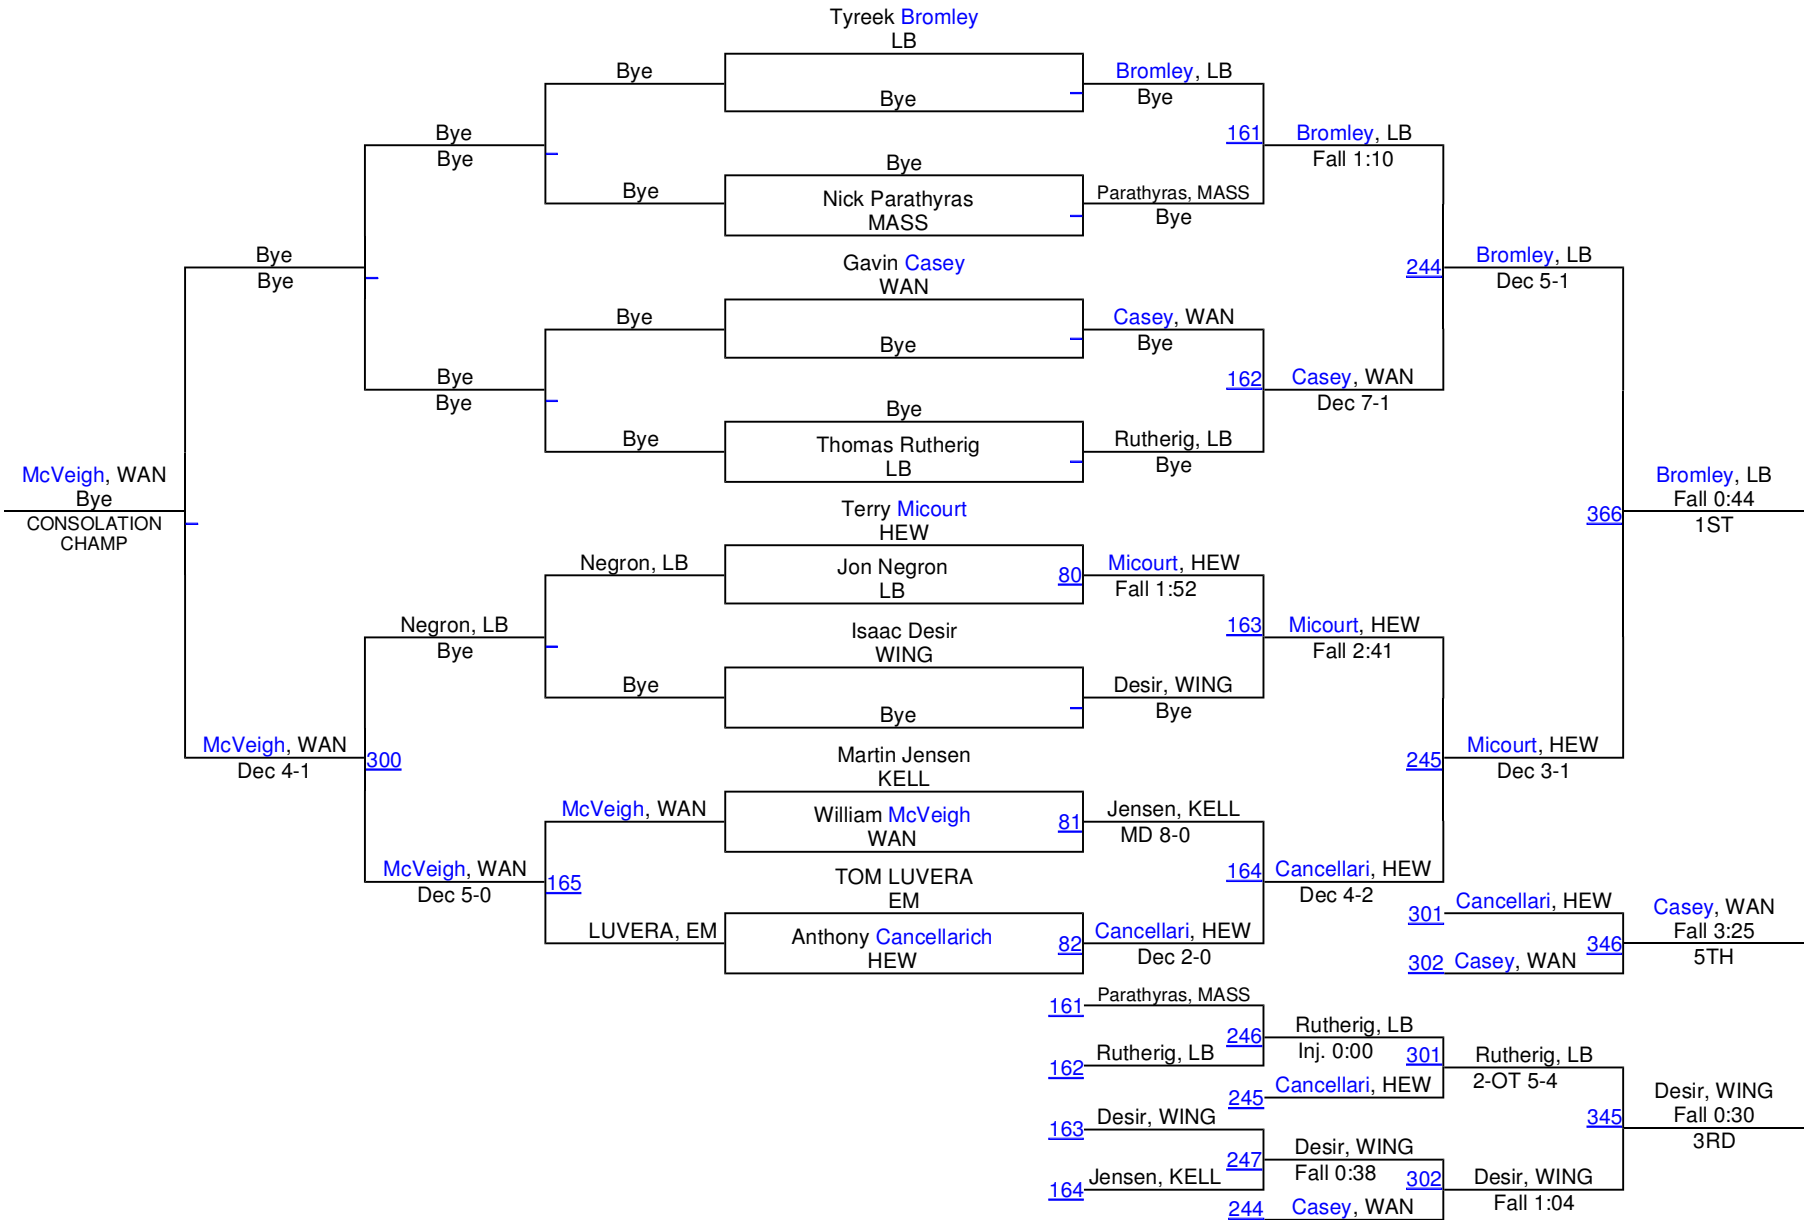 Tyreek Bromley
LB
Bye
Bye
Bromley, LB
Bye
161
Bye
Nick Parathyras
MASS
Bye
Parathyras, MASS
Bye
Bye
Bye
Bromley, LB
Fall 1:10
Gavin Casey
WAN
Bye
Bye
Casey, WAN
Bye
162
Bye
Thomas Rutherig
LB
Bye
Rutherig, LB
Bye
Bye
Bye
Casey, WAN
Dec 7-1
244
Bromley, LB
Dec 5-1
Bye
Bye
Terry Micourt
HEW
Jon Negron
LB
80
Negron, LB
Micourt, HEW
Fall 1:52
163
Isaac Desir
WING
Bye
Bye
Desir, WING
Bye
Negron, LB
Bye
Micourt, HEW
Fall 2:41
Martin Jensen
KELL
William McVeigh
WAN
81
McVeigh, WAN
Jensen, KELL
MD 8-0
164
TOM LUVERA
EM
Anthony Cancellarich
HEW
82
LUVERA, EM
Cancellari, HEW
Dec 2-0
McVeigh, WAN
Dec 5-0
165
Cancellari, HEW
Dec 4-2
245
Micourt, HEW
Dec 3-1
McVeigh, WAN
Dec 4-1
300
McVeigh, WAN
Bye
CONSOLATION
CHAMP
366
Bromley, LB
Fall 0:44
1ST
301
Cancellari, HEW
302
Casey, WAN
346
Casey, WAN
Fall 3:25
5TH
161
Parathyras, MASS
162
Rutherig, LB
246
Rutherig, LB
Inj. 0:00
245
Cancellari, HEW
301
Rutherig, LB
2-OT 5-4
163
Desir, WING
164
Jensen, KELL
247
Desir, WING
Fall 0:38
244
Casey, WAN
302
Desir, WING
Fall 1:04
345
Desir, WING
Fall 0:30
3RD